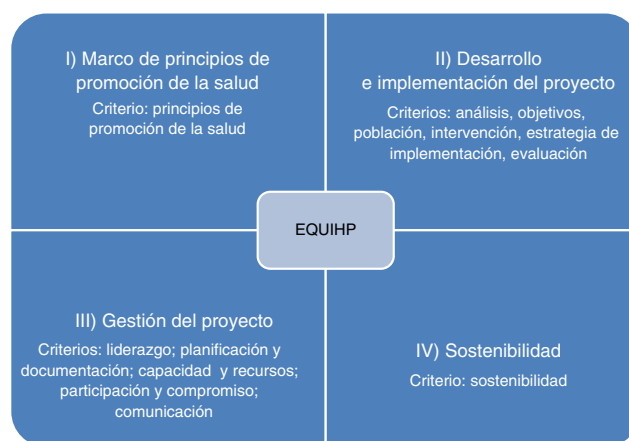 I) Marco de principios de
promoción de la salud
Criterio: principios de
promoción de la salud
II) Desarrollo
e implementación del proyecto
Criterios: análisis, objetivos,
población, intervención, estrategia de
implementación, evaluación
EQUIHP
III) Gestión del proyecto
Criterios: liderazgo; planificación y
documentación; capacidad y recursos;
participación y compromiso;
comunicación
IV) Sostenibilidad
Criterio: sostenibilidad